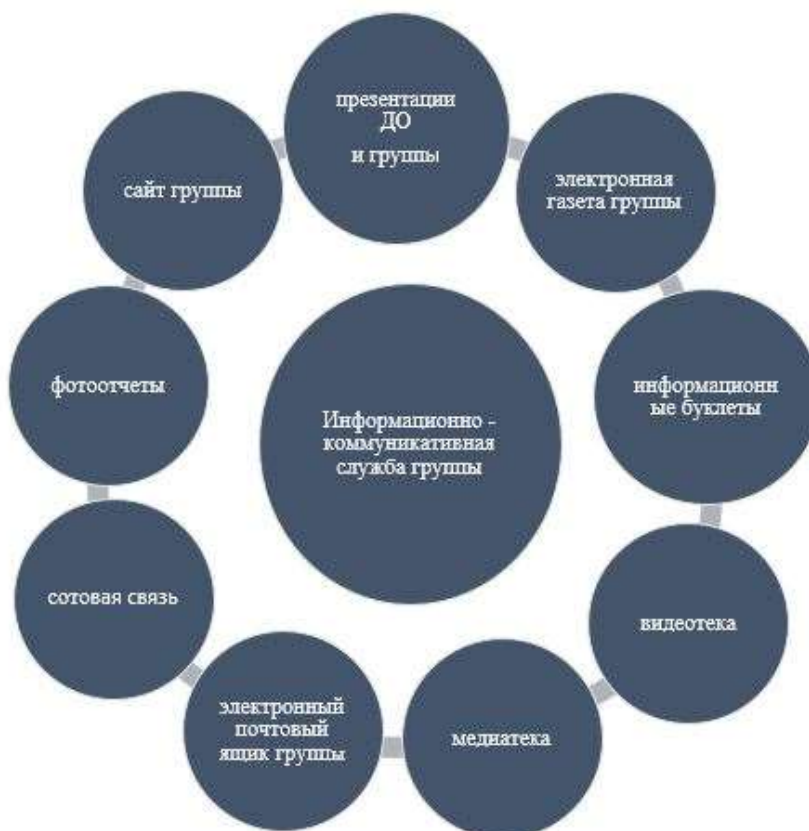 презентации
ДО
и группы
электронная
газета группы
информационн
ые буклеты
видеотека
медиатека
электронный
почтовый
ящик группы
сотовая связь
фотоотчеты
сайт группы
Информационно -
коммуникативная
служба группы